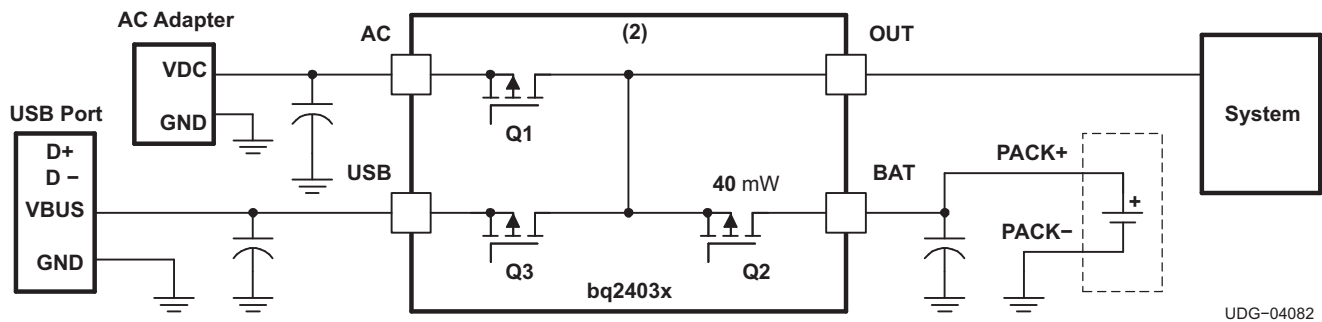 AC Adapter
VDC
GND
USB Port
D+
D −
VBUS
GND
AC
USB
(2)
Q1
Q3
40 mW
Q2
bq2403x
OUT
BAT
PACK+
+
PACK−
System
UDG−04082